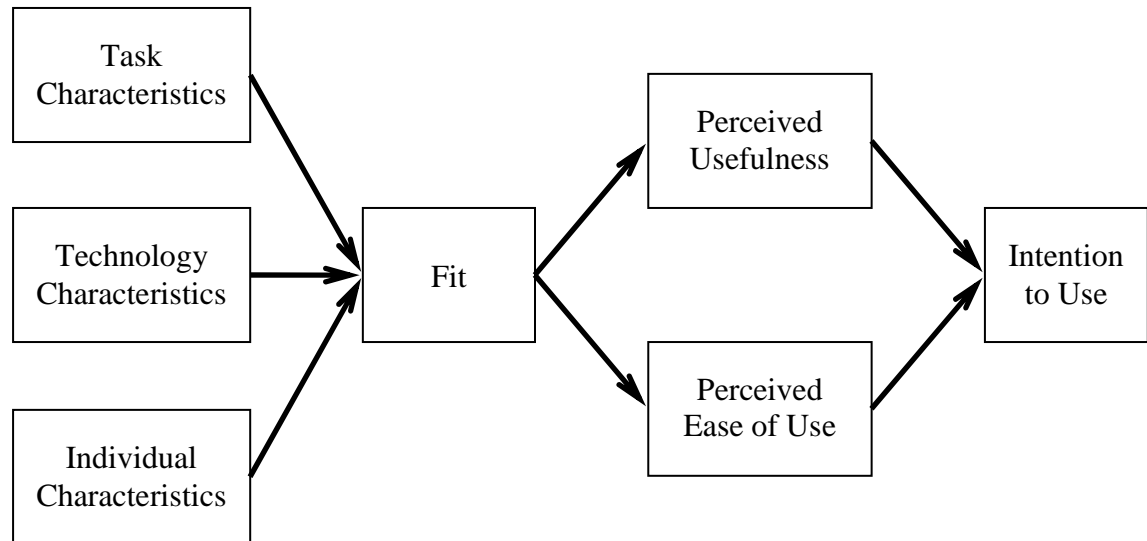 Task
Characteristics
Technology
Characteristics
Individual
Characteristics
Fit
Perceived
Usefulness
Perceived
Ease of Use
Intention
to Use